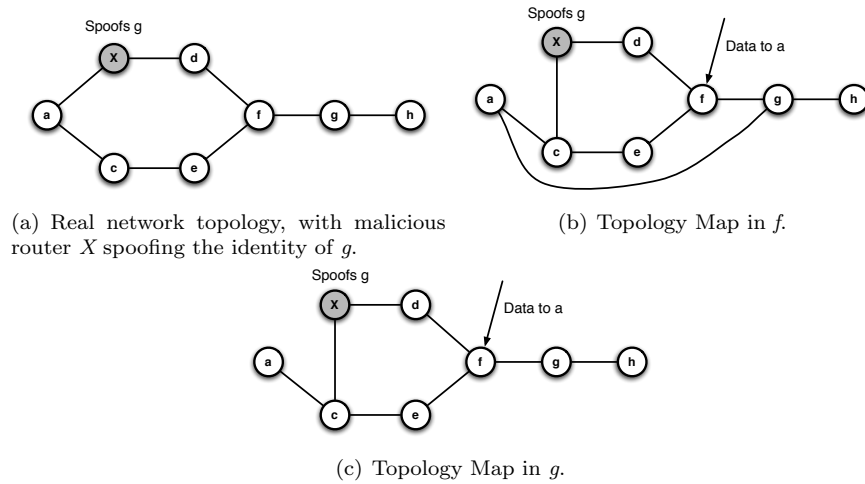 Spoofs g
X
d
a
f
g
h
c
e
(a) Real network topology, with malicious
router X spoofing the identity of g.
Spoofs g
X
d
Data to a
a
f
g
h
c
e
(b) Topology Map in f.
Spoofs g
X
d
Data to a
a
f
g
h
c
e
(c) Topology Map in g.